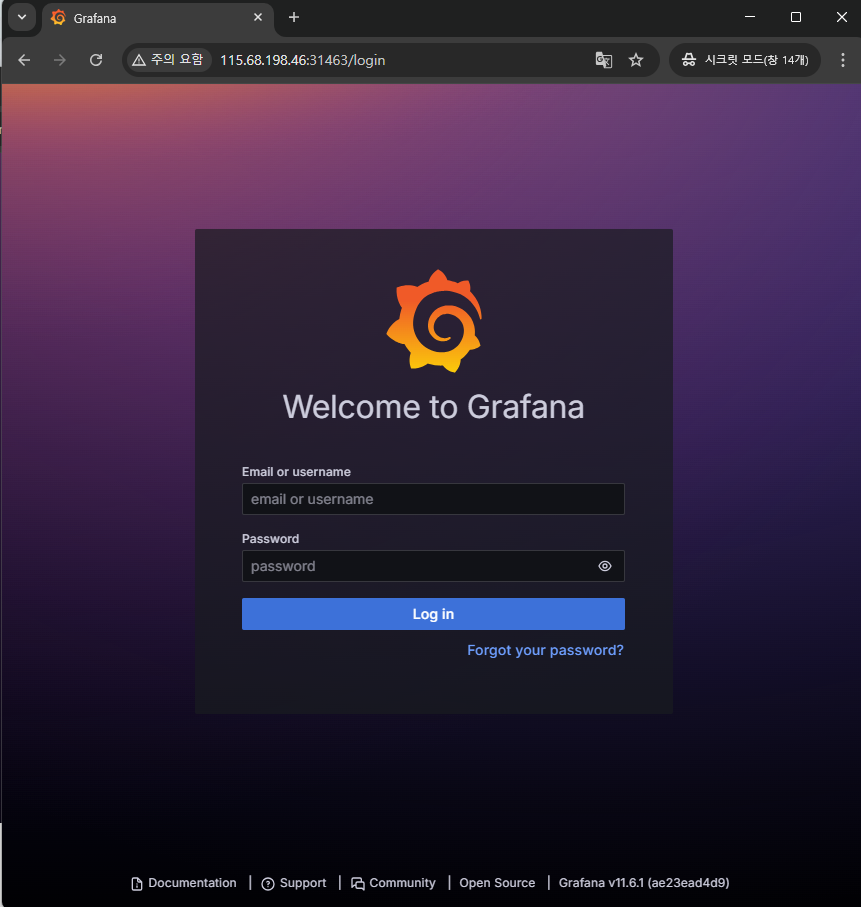 Grafana
주의 요함
115.68.198.46:31463/login
시크릿 모드(창 14개)
Welcome to Grafana
Email or username
email or username
Password
password
Log in
Forgot your password?
Documentation | Support | Community | Open Source | Grafana v11.6.1 (ae23ead4d9)